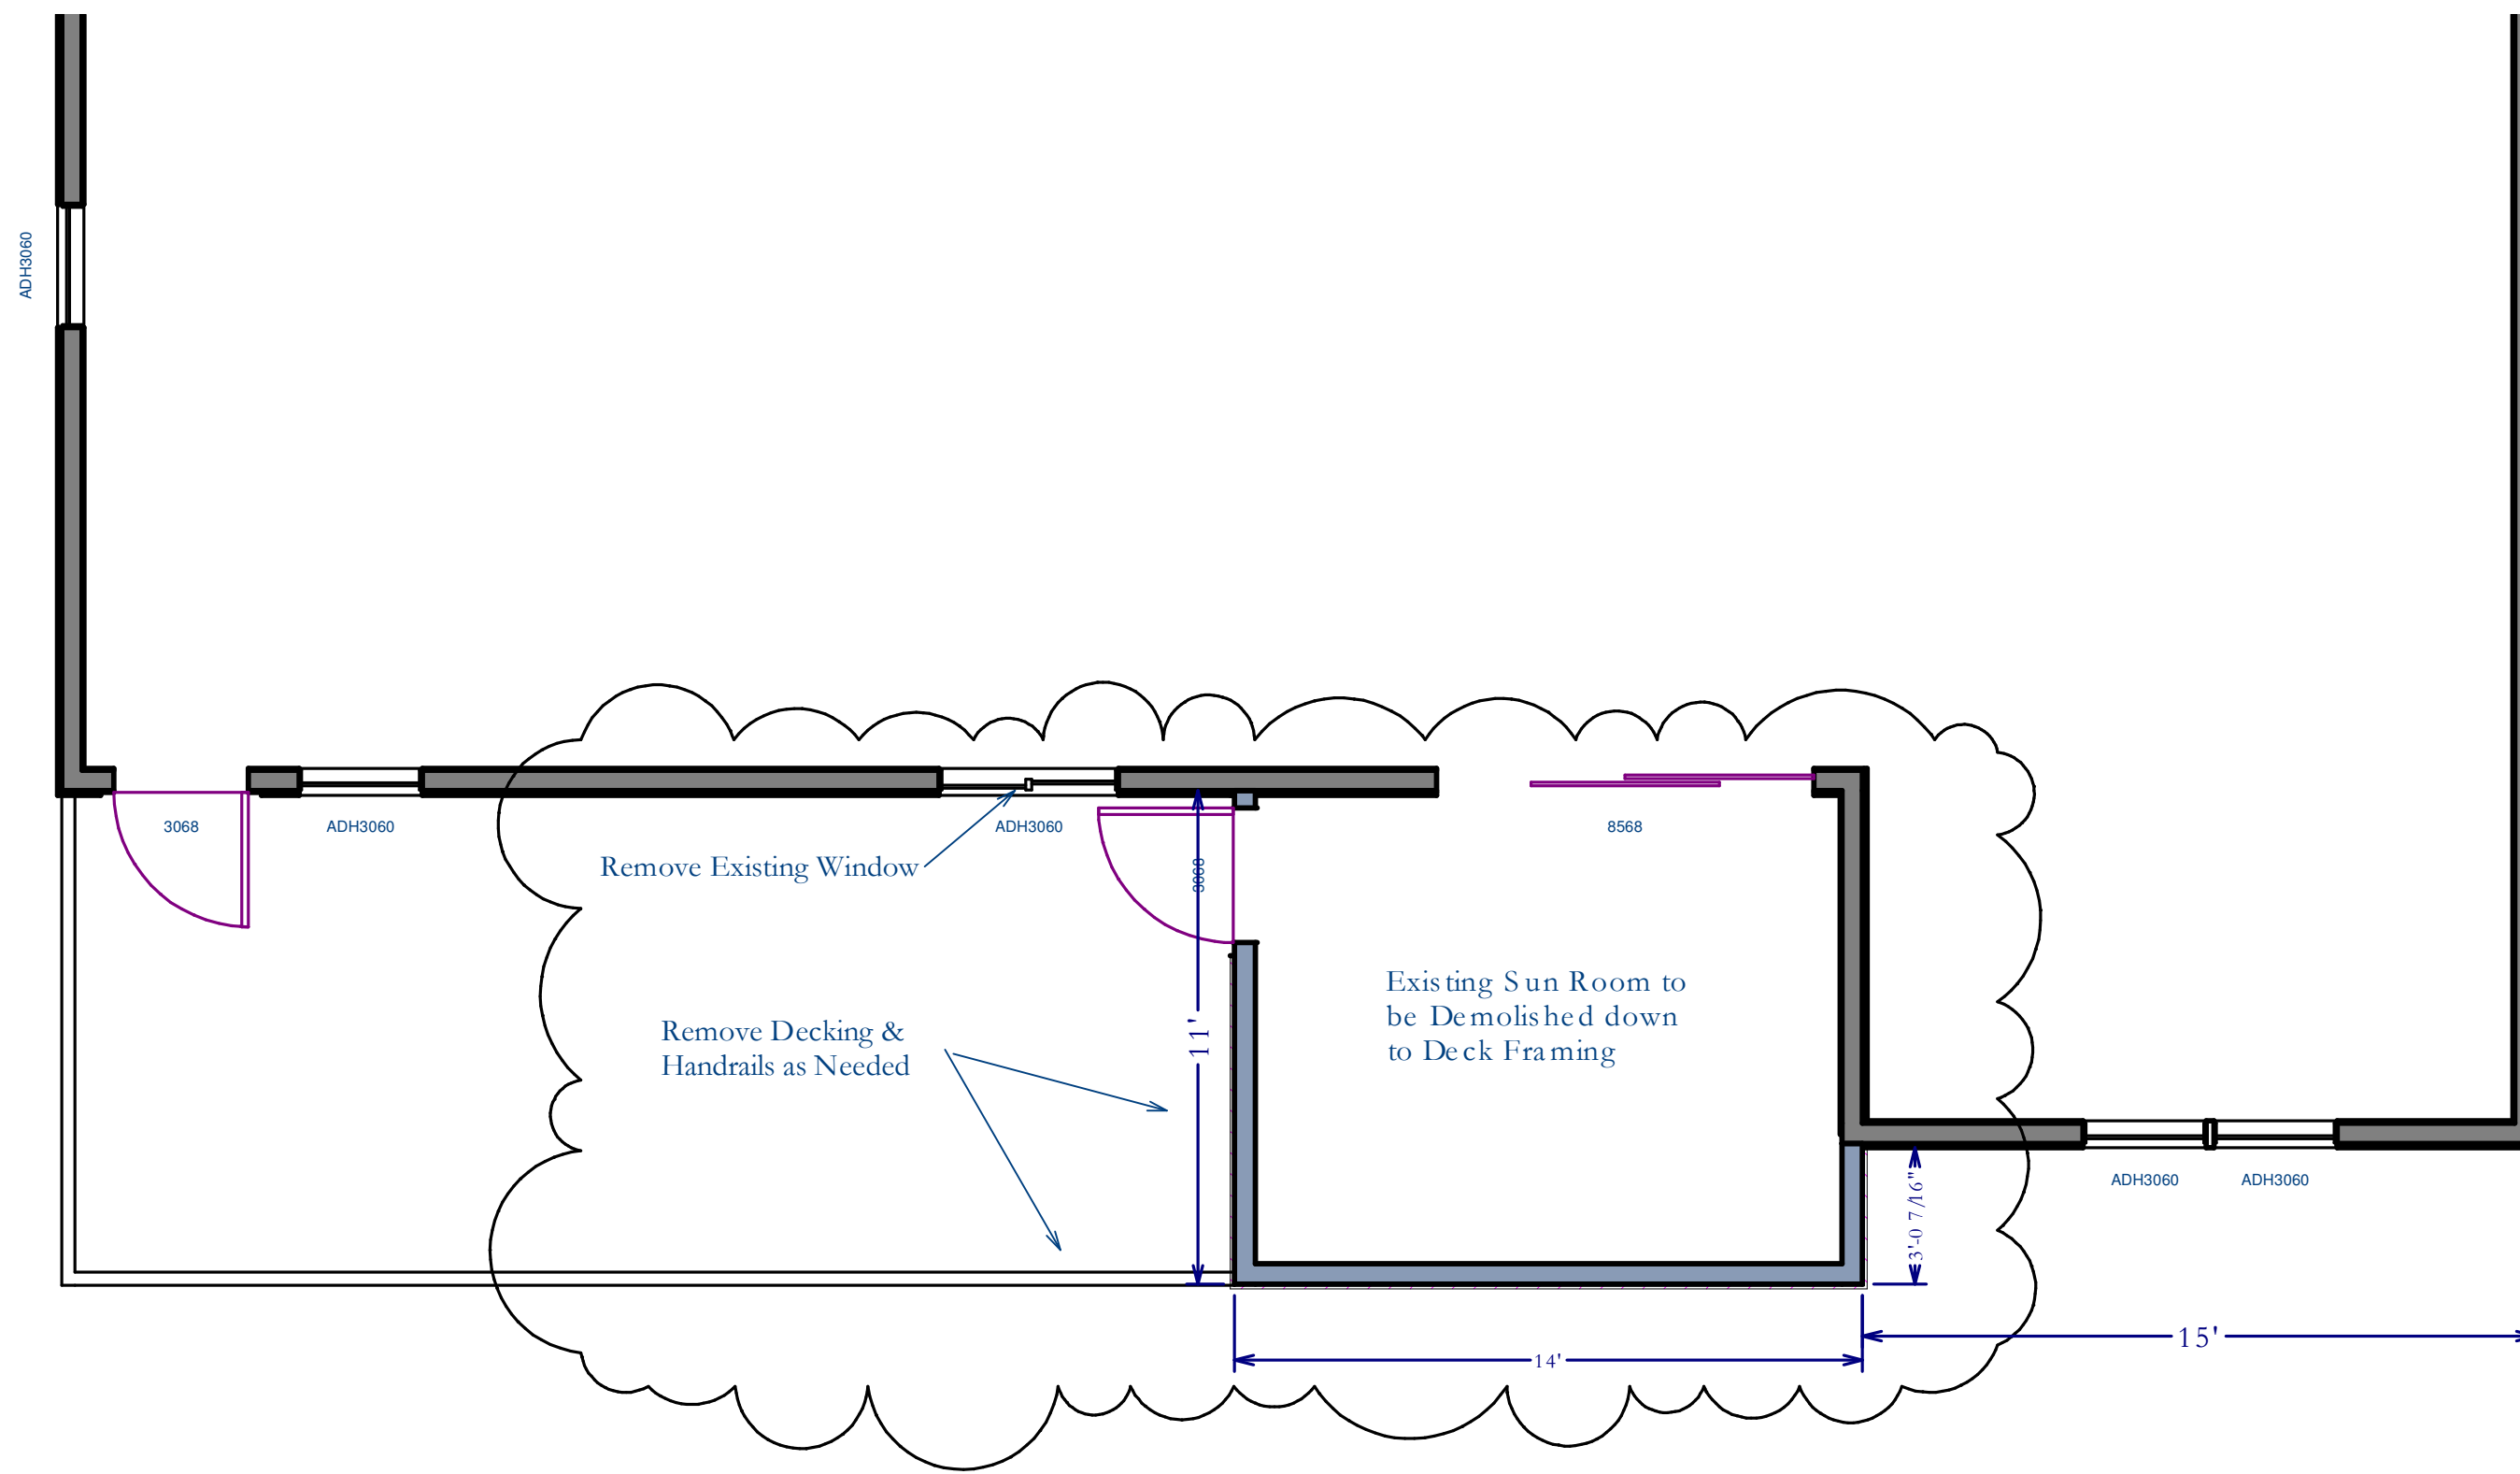 ADH3060
3068
ADH3060
ADH3060
8568
Remove Existing Window
3068
Existing Sun Room to
be Demolished down
to Deck Framing
Remove Decking &
Handrails as Needed
11'
3'-0 7/16"
ADH3060
ADH3060
15'
14'